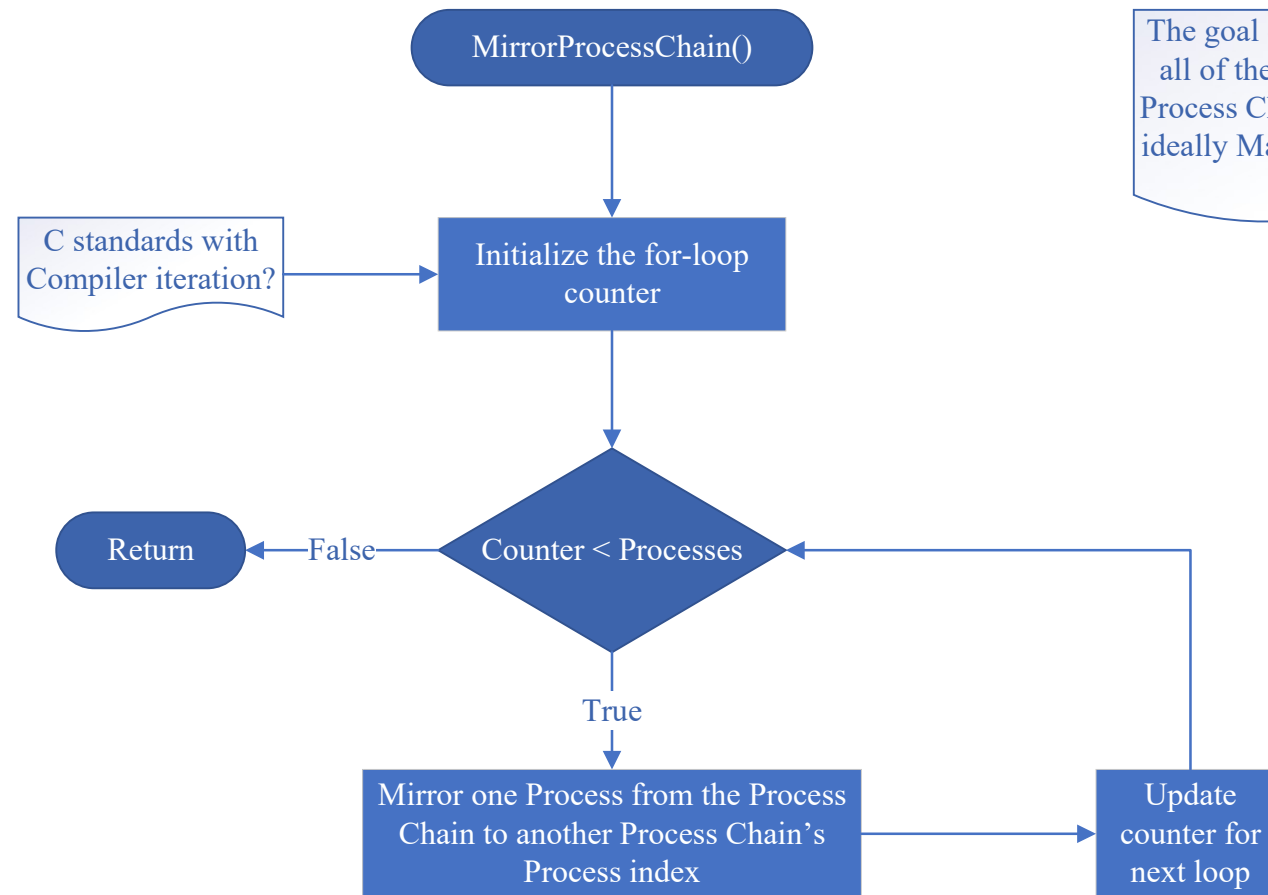 MirrorProcessChain()
The goal
all of the
Process
ideally
C standards with
Compiler iteration?
Initialize the for-loop
counter
Return
False
Counter < Processes
True
Mirror one Process from the Process
Chain to another Process Chain’s
Process index
Update
counter for
next loop